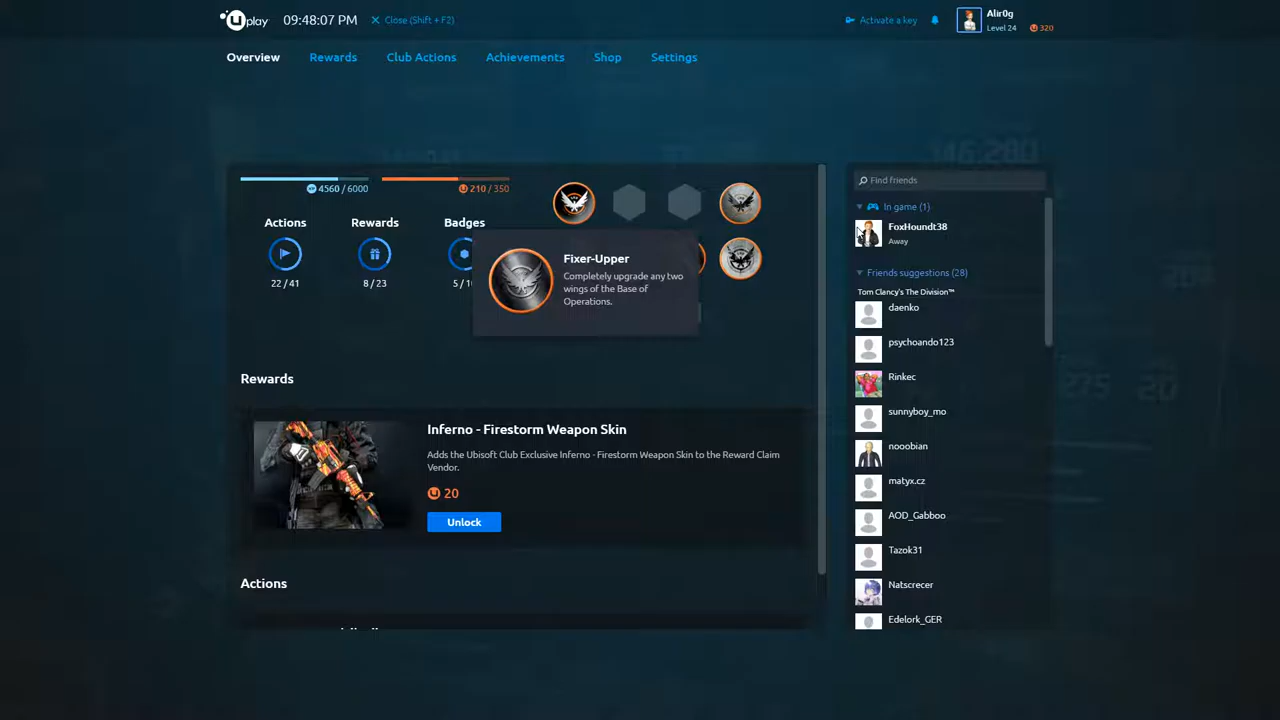 uplay 09:48:07 PM Close (Shift + F2)
Activate a key
Alir0g
Level 24
320
Overview Rewards Club Actions Achievements Shop Settings
4560 / 6000
210 / 350
Actions
22 / 41
Rewards
8 / 23
Badges
Fixer-Upper
Completely upgrade any two
wings of the Base of
Operations.
Rewards
Inferno - Firestorm Weapon Skin
Adds the Ubisoft Club Exclusive Inferno - Firestorm Weapon Skin to the Reward Claim
Vendor.
20
Unlock
Actions
Find friends
In game (1)
FoxHoundt38
Away
Friends suggestions (28)
Tom Clancy's The Division™
daenko
psychoando123
Rinkec
sunnyboy_mo
nooobian
matyx.cz
AOD_Gabboo
Tazok31
Natscrecer
Edelork_GER